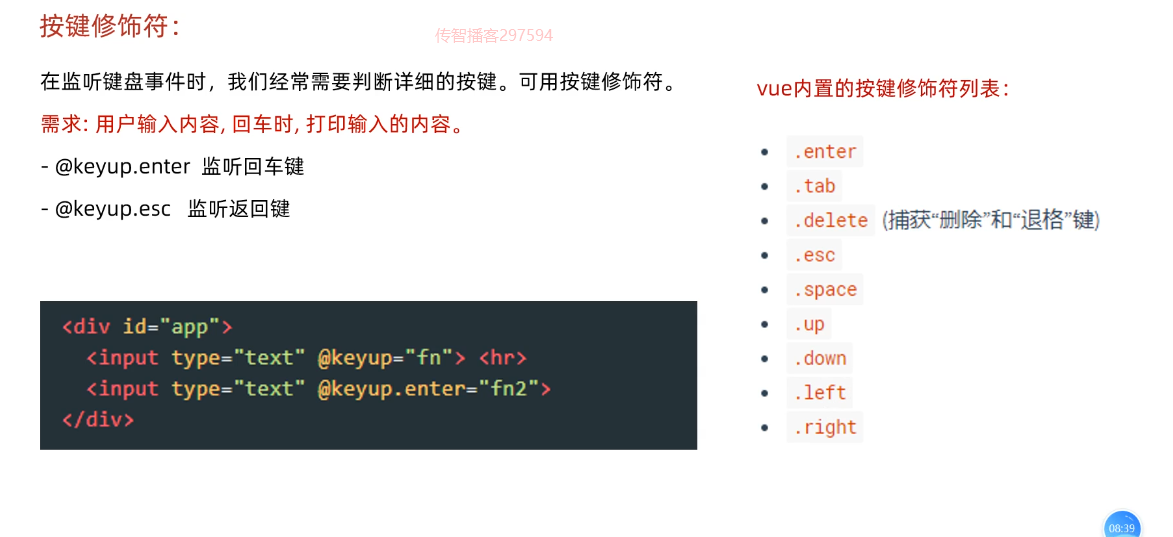 按键修饰符：
传智播客297594
在监听键盘事件时，我们经常需要判断详细的按键。可用按键修饰符。
需求: 用户输入内容, 回车时, 打印输入的内容。
- @keyup.enter  监听回车键
- @keyup.esc   监听返回键
<div id="app">
  <input type="text" @keyup="fn"> <hr>
  <input type="text" @keyup.enter="fn2">
</div>
vue内置的按键修饰符列表：
• .enter
• .tab
• .delete (捕获“删除”和“退格”键)
• .esc
• .space
• .up
• .down
• .left
• .right
08:39